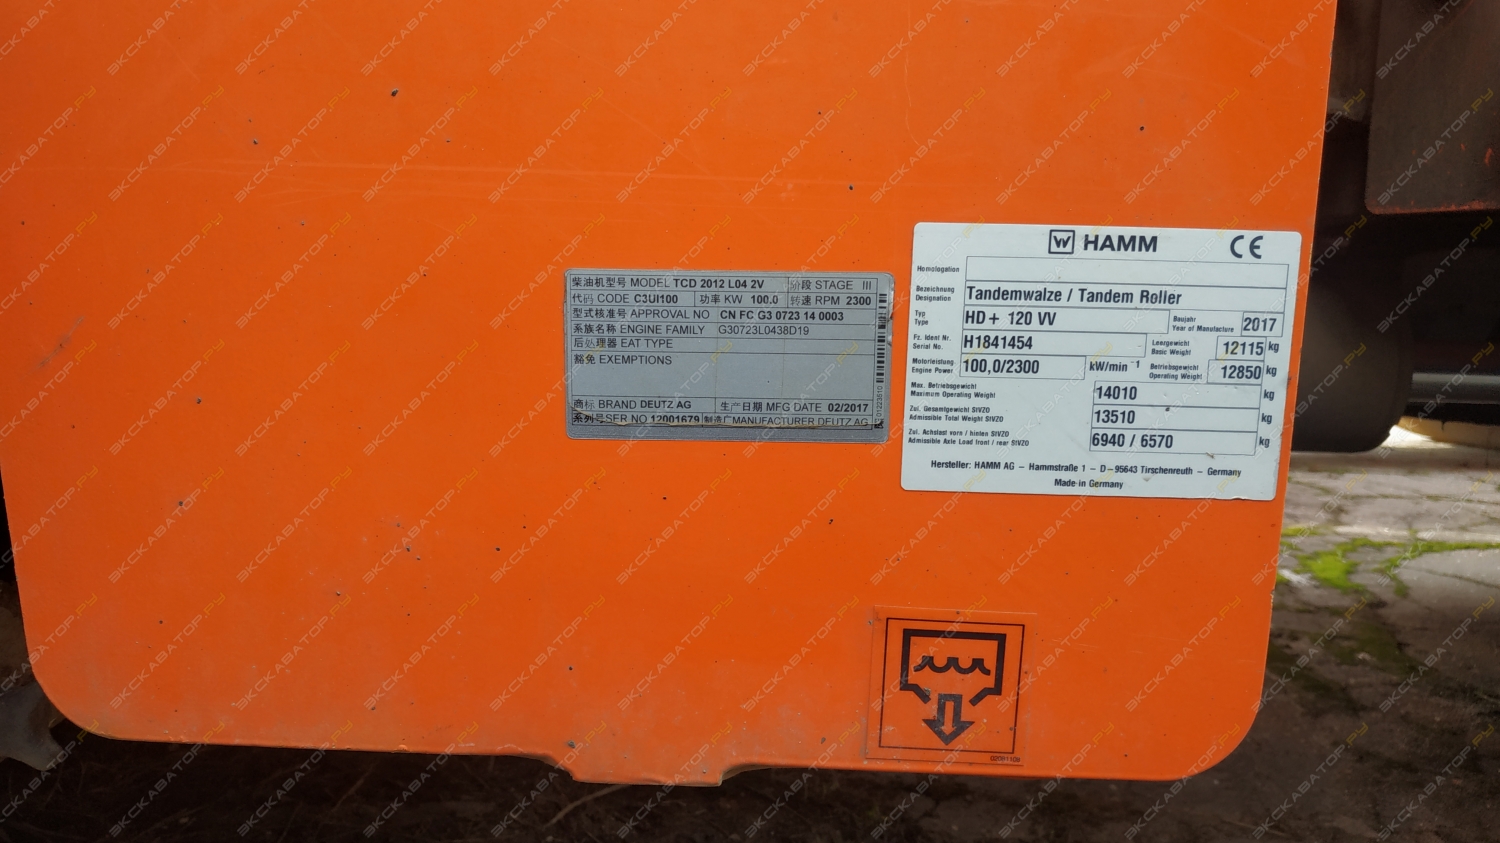 柴油机型号 MODEL TCD 2012 L04 2V 阶段 STAGE III
代码 CODE C3UI100 功率 KW 100.0 转速 RPM 2300
型式核准号 APPROVAL NO CN FC G3 0723 14 0003
系族名称 ENGINE FAMILY G30723L0438D19
后处理器 EAT TYPE
豁免 EXEMPTIONS
商标 BRAND DEUTZ AG 生产日期 MFG DATE 02/2017
系列号 SER NO 12001679 制造厂 MANUFACTURER DEUTZ AG
HAMM CE
Homologation
Bezeichnung
Designation
Tandemwalze / Tandem Roller
Typ
Type
HD+ 120 VV
Baujahr
Year of Manufacture
2017
Fz. Ident Nr.
Serial No.
H1841454
Leergewicht
Basic Weight
12115 kg
Motorleistung
Engine Power
100,0/2300 kW/min⁻¹
Betriebsgewicht
Operating Weight
12850 kg
Max. Betriebsgewicht
Maximum Operating Weight
14010 kg
Zul. Gesamtgewicht StVZO
Admissible Total Weight StVZO
13510 kg
Zul. Achslast vorn / hinten StVZO
Admissible Axle Load front / rear StVZO
6940 / 6570 kg
Hersteller: HAMM AG – Hammstraße 1 – D–95643 Tirschenreuth – Germany
Made in Germany
ЭКСКАВАТОР.РУ